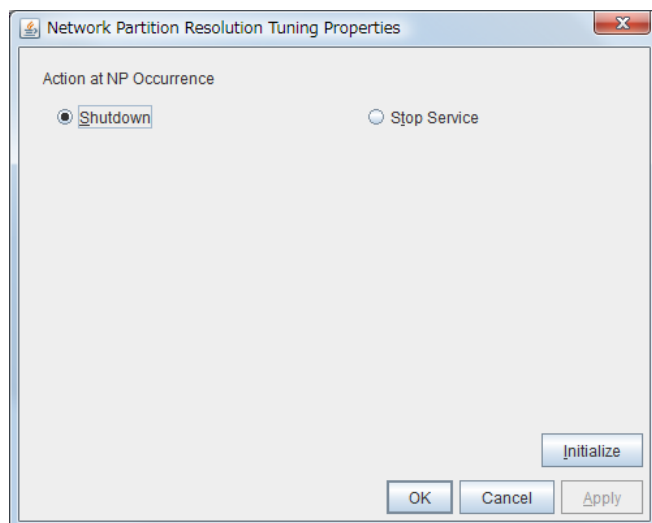 Network Partition Resolution Tuning Properties
Action at NP Occurrence
Shutdown
Stop Service
Initialize
OK
Cancel
Apply